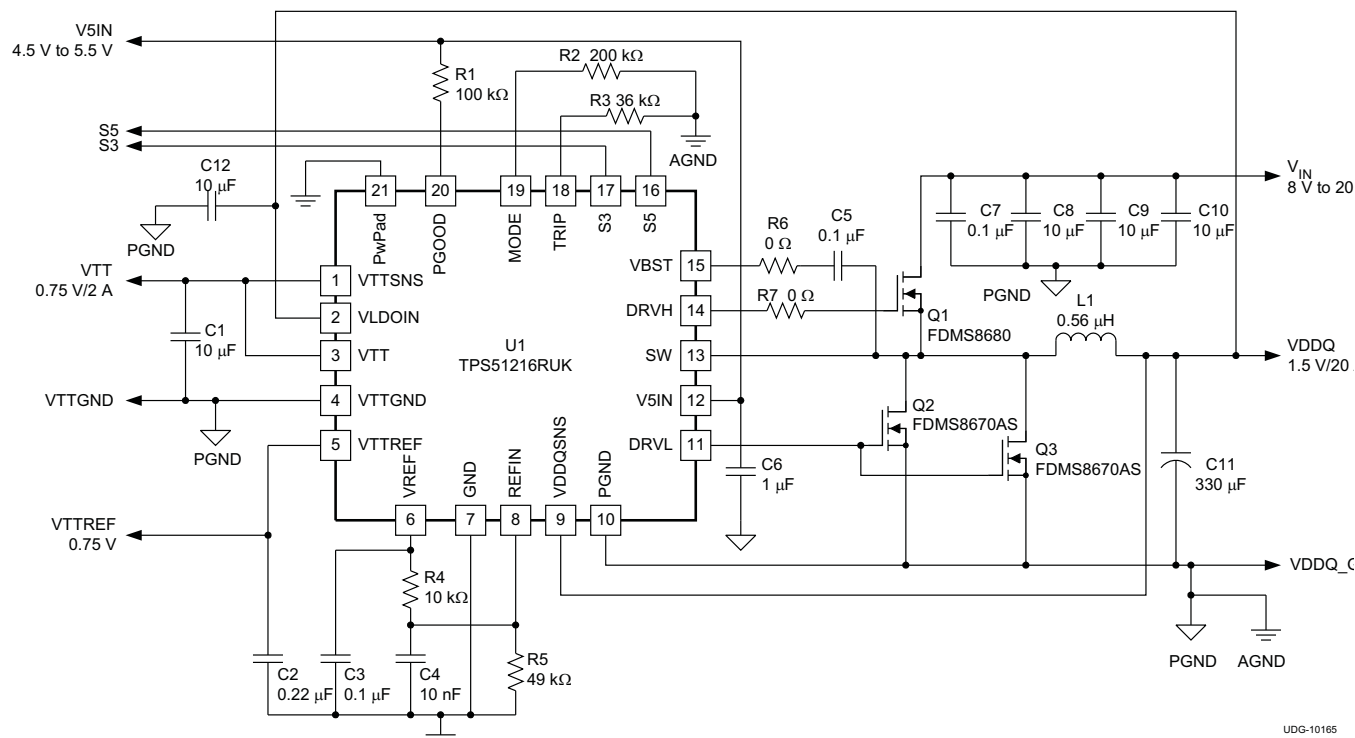 V5IN
4.5 V to 5.5 V
R2 200 kΩ
R1
100 kΩ
R3 36 kΩ
S5
S3
AGND
C12
10 μF
PGND
21
20
19
18
17
16
PwPad
PGOOD
MODE
TRIP
S3
S5
V_IN
8 V to 20
C7
0.1 μF
C8
10 μF
C9
10 μF
C10
10 μF
PGND
R6
0 Ω
C5
0.1 μF
VTT
0.75 V/2 A
1
VTTSNS
VBST
15
C1
10 μF
2
VLDOIN
DRVH
14
R7 0 Ω
Q1
FDMS8680
L1
0.56 μH
U1
TPS51216RUK
3
VTT
SW
13
VDDQ
1.5 V/20
VTTGND
4
VTTGND
V5IN
12
Q2
FDMS8670AS
PGND
5
VTTREF
DRVL
11
Q3
FDMS8670AS
C6
1 μF
C11
330 μF
VREF
GND
REFIN
VDDQSNS
PGND
6
7
8
9
10
VTTREF
0.75 V
VDDQ_G
R4
10 kΩ
R5
49 kΩ
C2
0.22 μF
C3
0.1 μF
C4
10 nF
PGND
AGND
UDG-10165